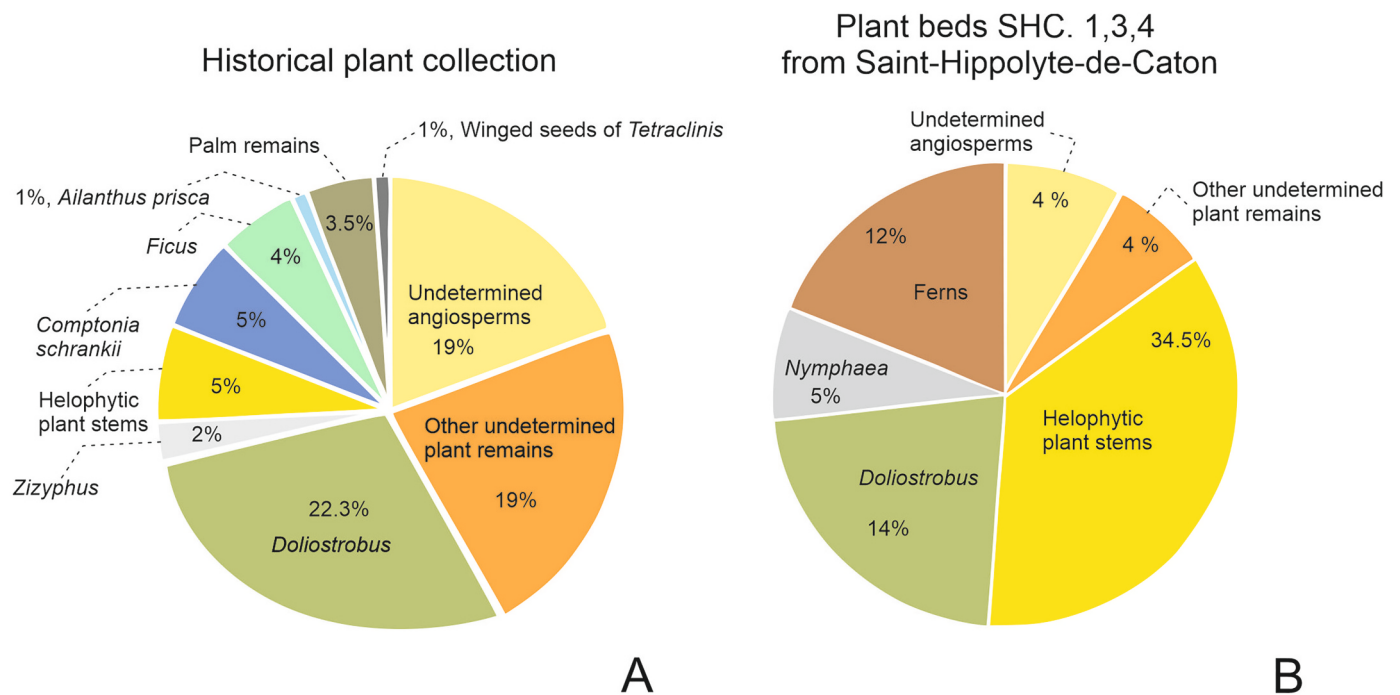 Historical plant collection
Palm remains
1%, Winged seeds of Tetraclinis
1%, Ailanthus prisca
Ficus
3.5%
4%
Comptonia
schrankii
5%
Helophytic
plant stems
5%
Zizyphus
2%
Undetermined
angiosperms
19%
Other undetermined
plant remains
19%
22.3%
Doliostrobus
A
Plant beds SHC. 1,3,4
from Saint-Hippolyte-de-Caton
Undetermined
angiosperms
4 %
Other undetermined
plant remains
4 %
12%
Ferns
34.5%
Helophytic
plant stems
Nymphaea
5%
Doliostrobus
14%
B